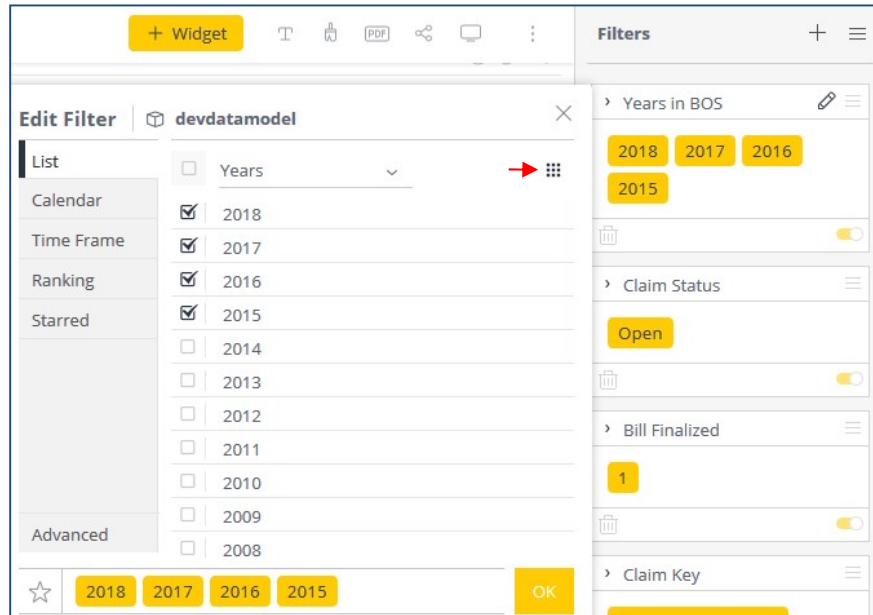 + Widget
PDF
Filters
Edit Filter
devdatamodel
List
Calendar
Time Frame
Ranking
Starred
Advanced
Years
2018
2017
2016
2015
2014
2013
2012
2011
2010
2009
2008
2018 2017 2016 2015
OK
Years in BOS
2018 2017 2016
2015
Claim Status
Open
Bill Finalized
1
Claim Key